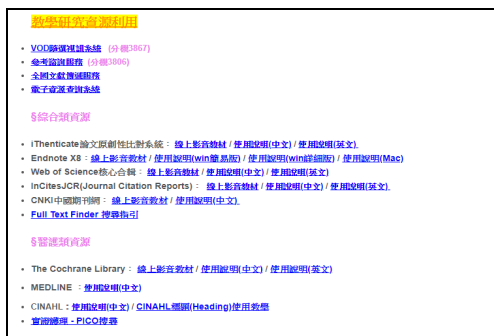 教學研究資源利用
VOD隨選視訊系統 (分機3867)
參考諮詢服務 (分機3806)
全國文獻傳遞服務
電子資源查詢系統
§綜合類資源
iThenticate論文原創性比對系統： 線上影音教材 / 使用說明(中文) / 使用說明(英文)
Endnote X8：線上影音教材 / 使用說明(win簡易版) / 使用說明(win詳細版) / 使用說明(Mac)
Web of Science核心合輯： 線上影音教材 / 使用說明(中文) / 使用說明(英文)
InCitesJCR(Journal Citation Reports)： 線上影音教材 / 使用說明(中文) / 使用說明(英文)
CNKI中國期刊網： 線上影音教材 / 使用說明(中文)
Full Text Finder 搜尋指引
§醫護類資源
The Cochrane Library： 線上影音教材 / 使用說明(中文) / 使用說明(英文)
MEDLINE ：使用說明(中文)
CINAHL：使用說明(中文) / CINAHL標題(Heading)使用教學
實證護理 - PICO搜尋